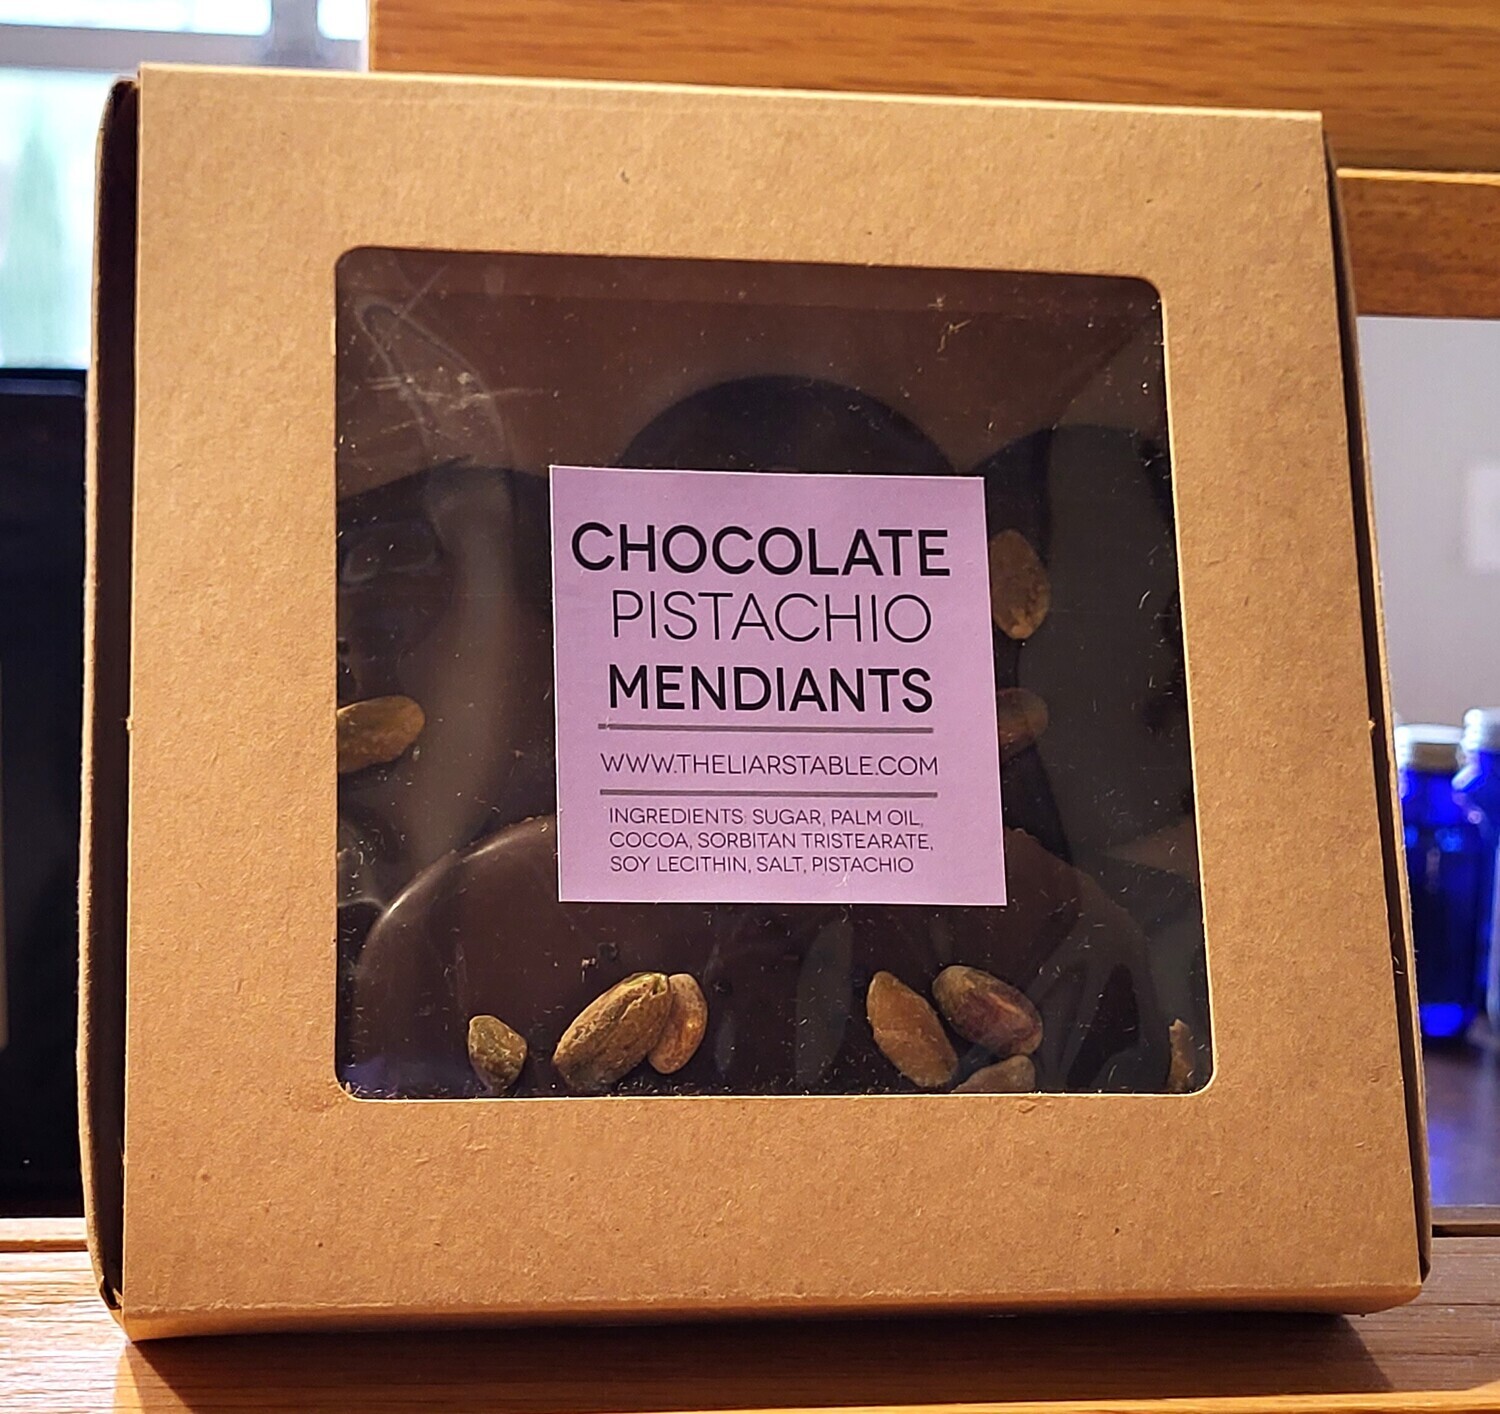 CHOCOLATE
PISTACHIO
MENDIANTS
WWW.THELIARSTABLE.COM
INGREDIENTS: SUGAR, PALM OIL,
COCOA, SORBITAN TRISTEARATE,
SOY LECITHIN, SALT, PISTACHIO